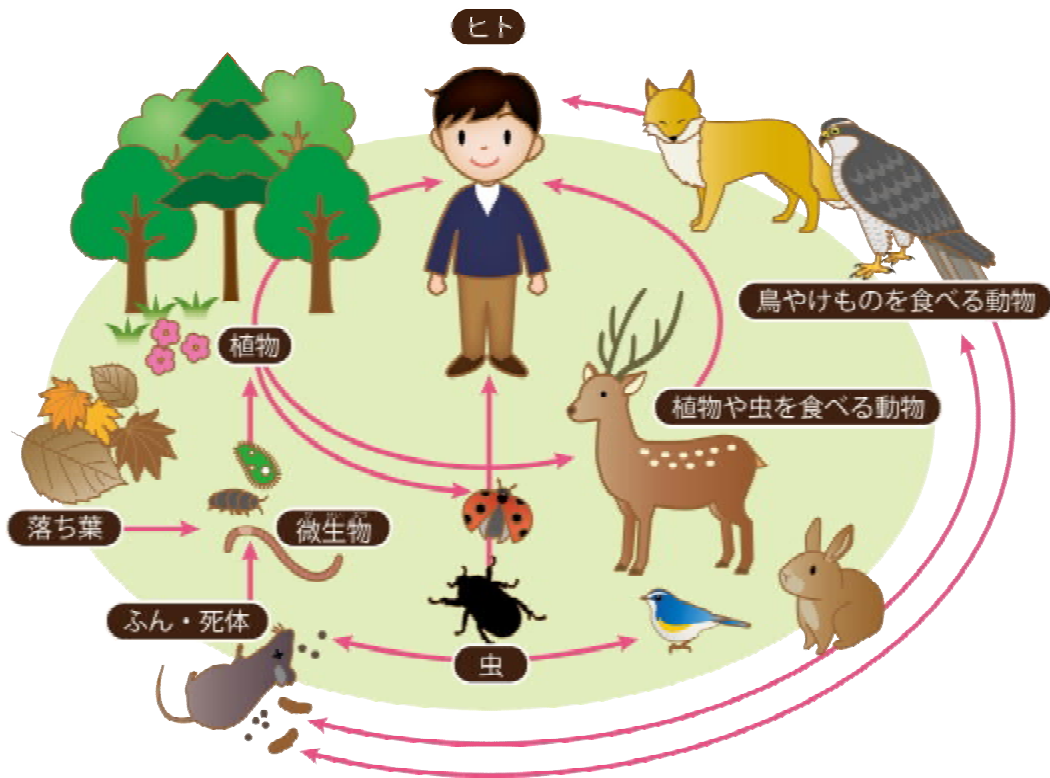 ヒト
鳥やけものを食べる動物
植物
植物や虫を食べる動物
落ち葉
微生物
ふん・死体
虫